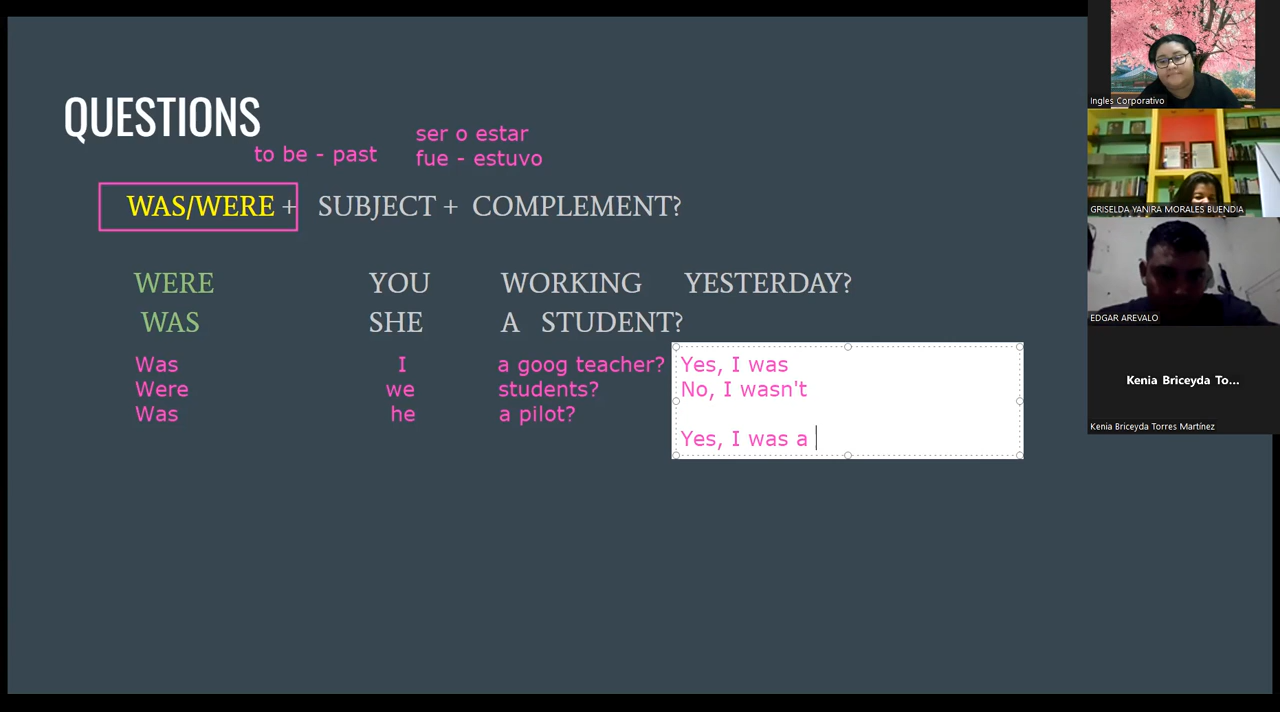 QUESTIONS
to be - past
ser o estar
fue - estuvo
WAS/WERE + SUBJECT + COMPLEMENT?
WERE YOU WORKING YESTERDAY?
WAS SHE A STUDENT?
Was I a goog teacher? Yes, I was
Were we students? No, I wasn't
Was he a pilot?
Yes, I was a
Ingles Corporativo
GRISELDA YANIRA MORALES BUENDIA
EDGAR AREVALO
Kenia Briceyda To...
Kenia Briceyda Torres Martínez